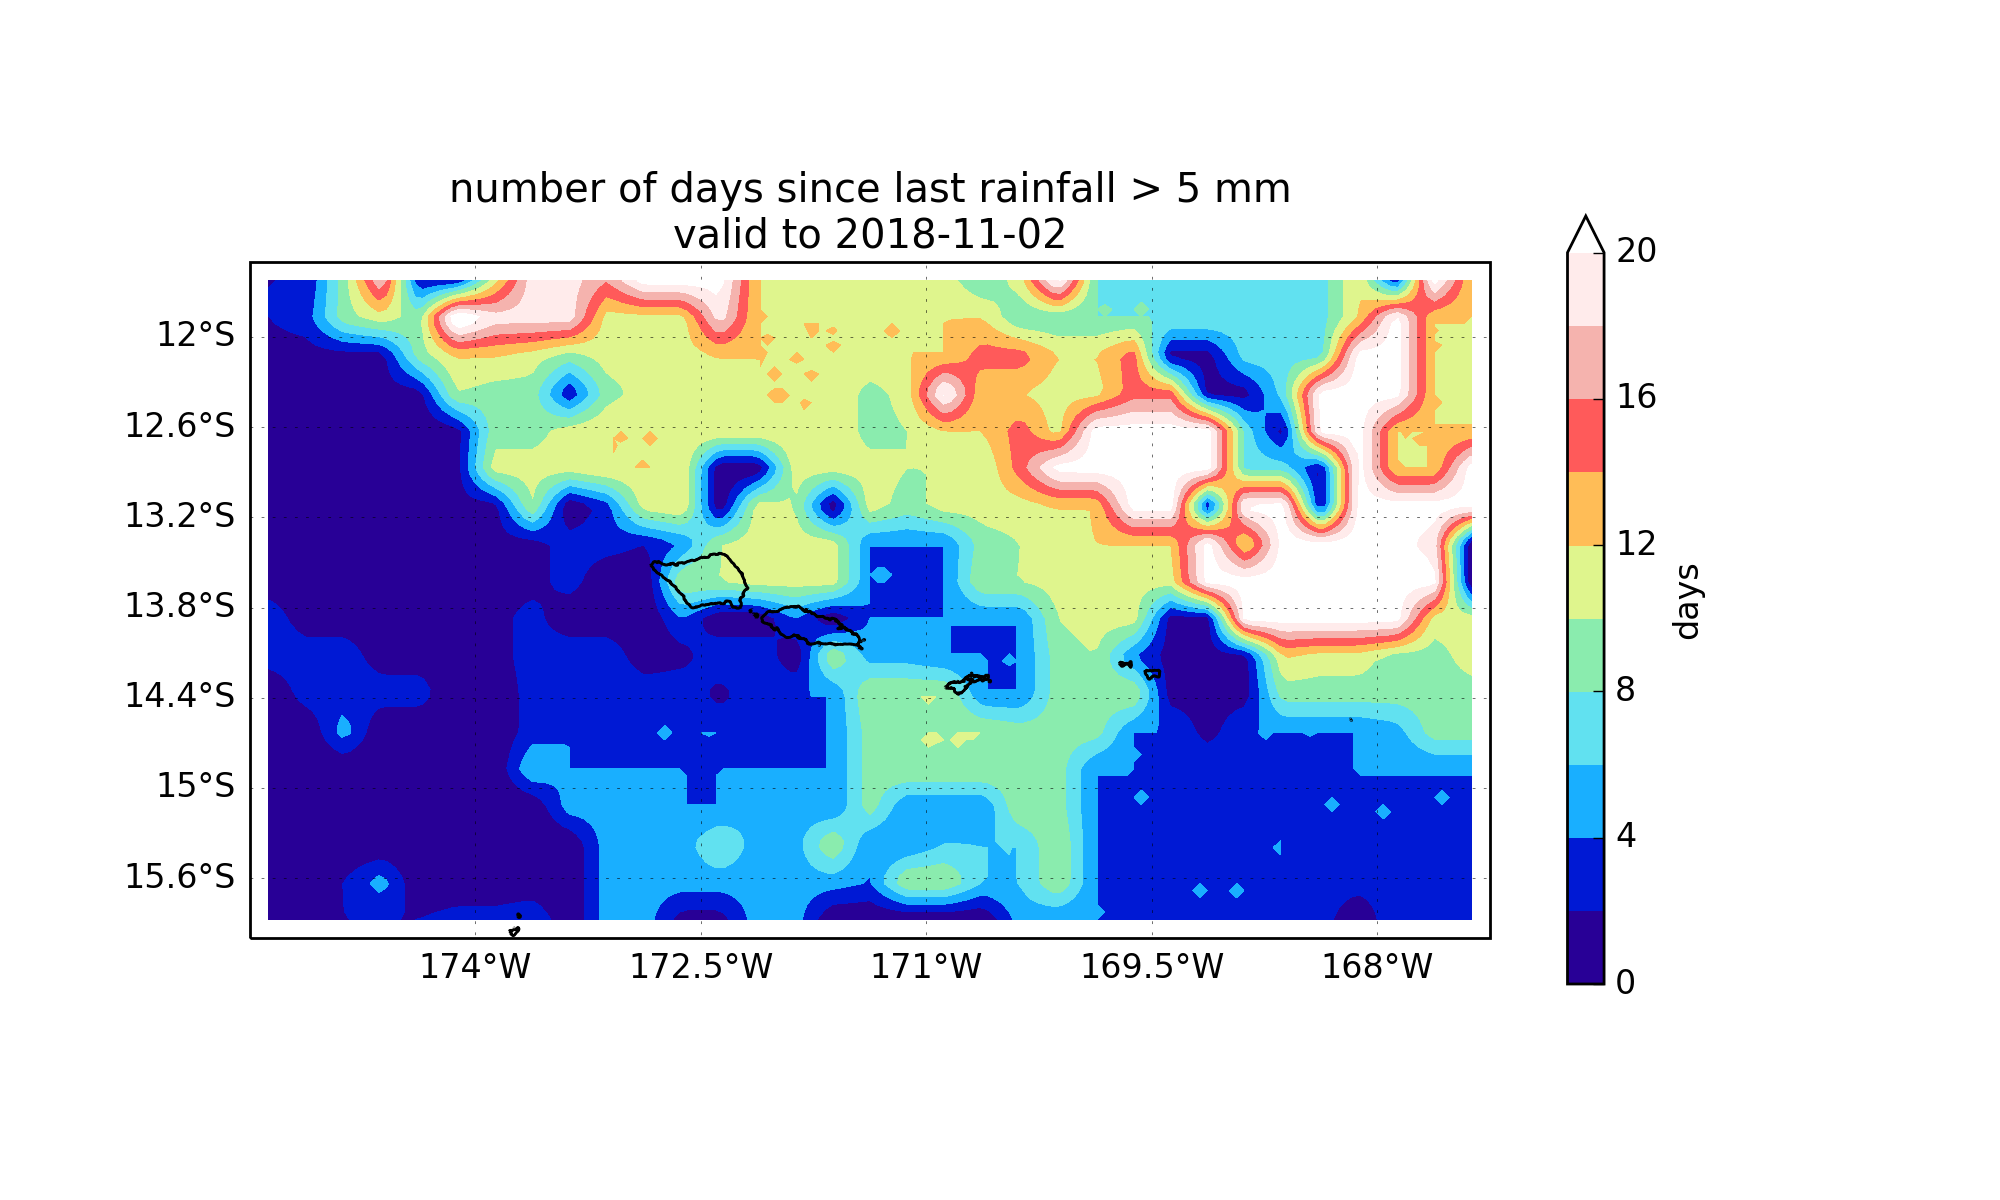 number of days since last rainfall > 5 mm
valid to 2018-11-02
12°S
12.6°S
13.2°S
13.8°S
14.4°S
15°S
15.6°S
174°W
172.5°W
171°W
169.5°W
168°W
20
16
12
8
4
0
days